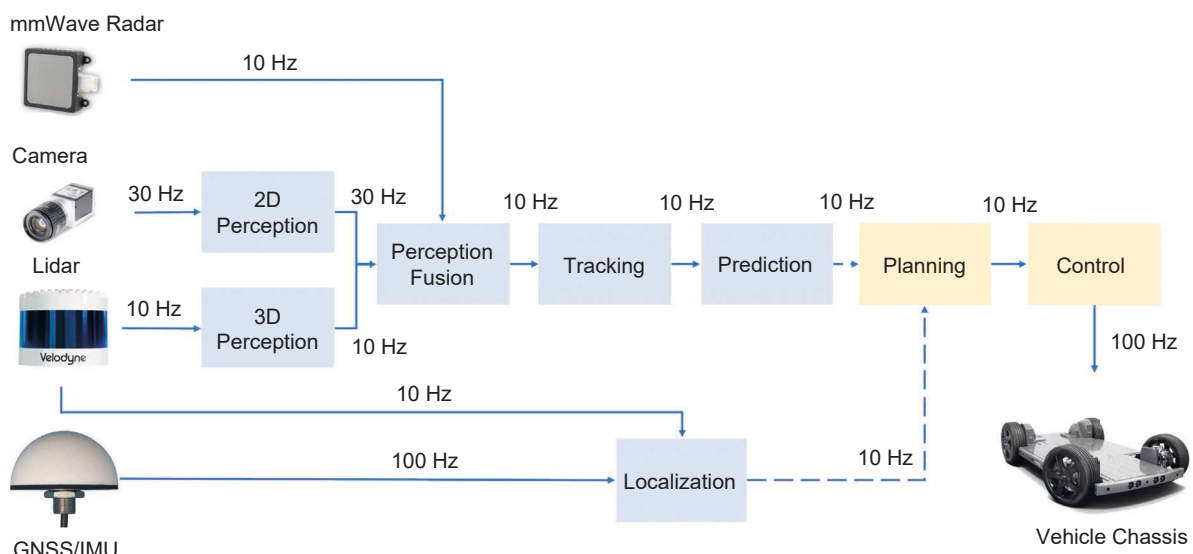 mmWave Radar
10 Hz
Camera
30 Hz
2D
Perception
30 Hz
10 Hz
10 Hz
10 Hz
10 Hz
Perception
Fusion
Tracking
Prediction
Planning
Control
Lidar
10 Hz
3D
Perception
10 Hz
100 Hz
Velodyne
10 Hz
100 Hz
Localization
10 Hz
GNSS/IMU
Vehicle Chassis